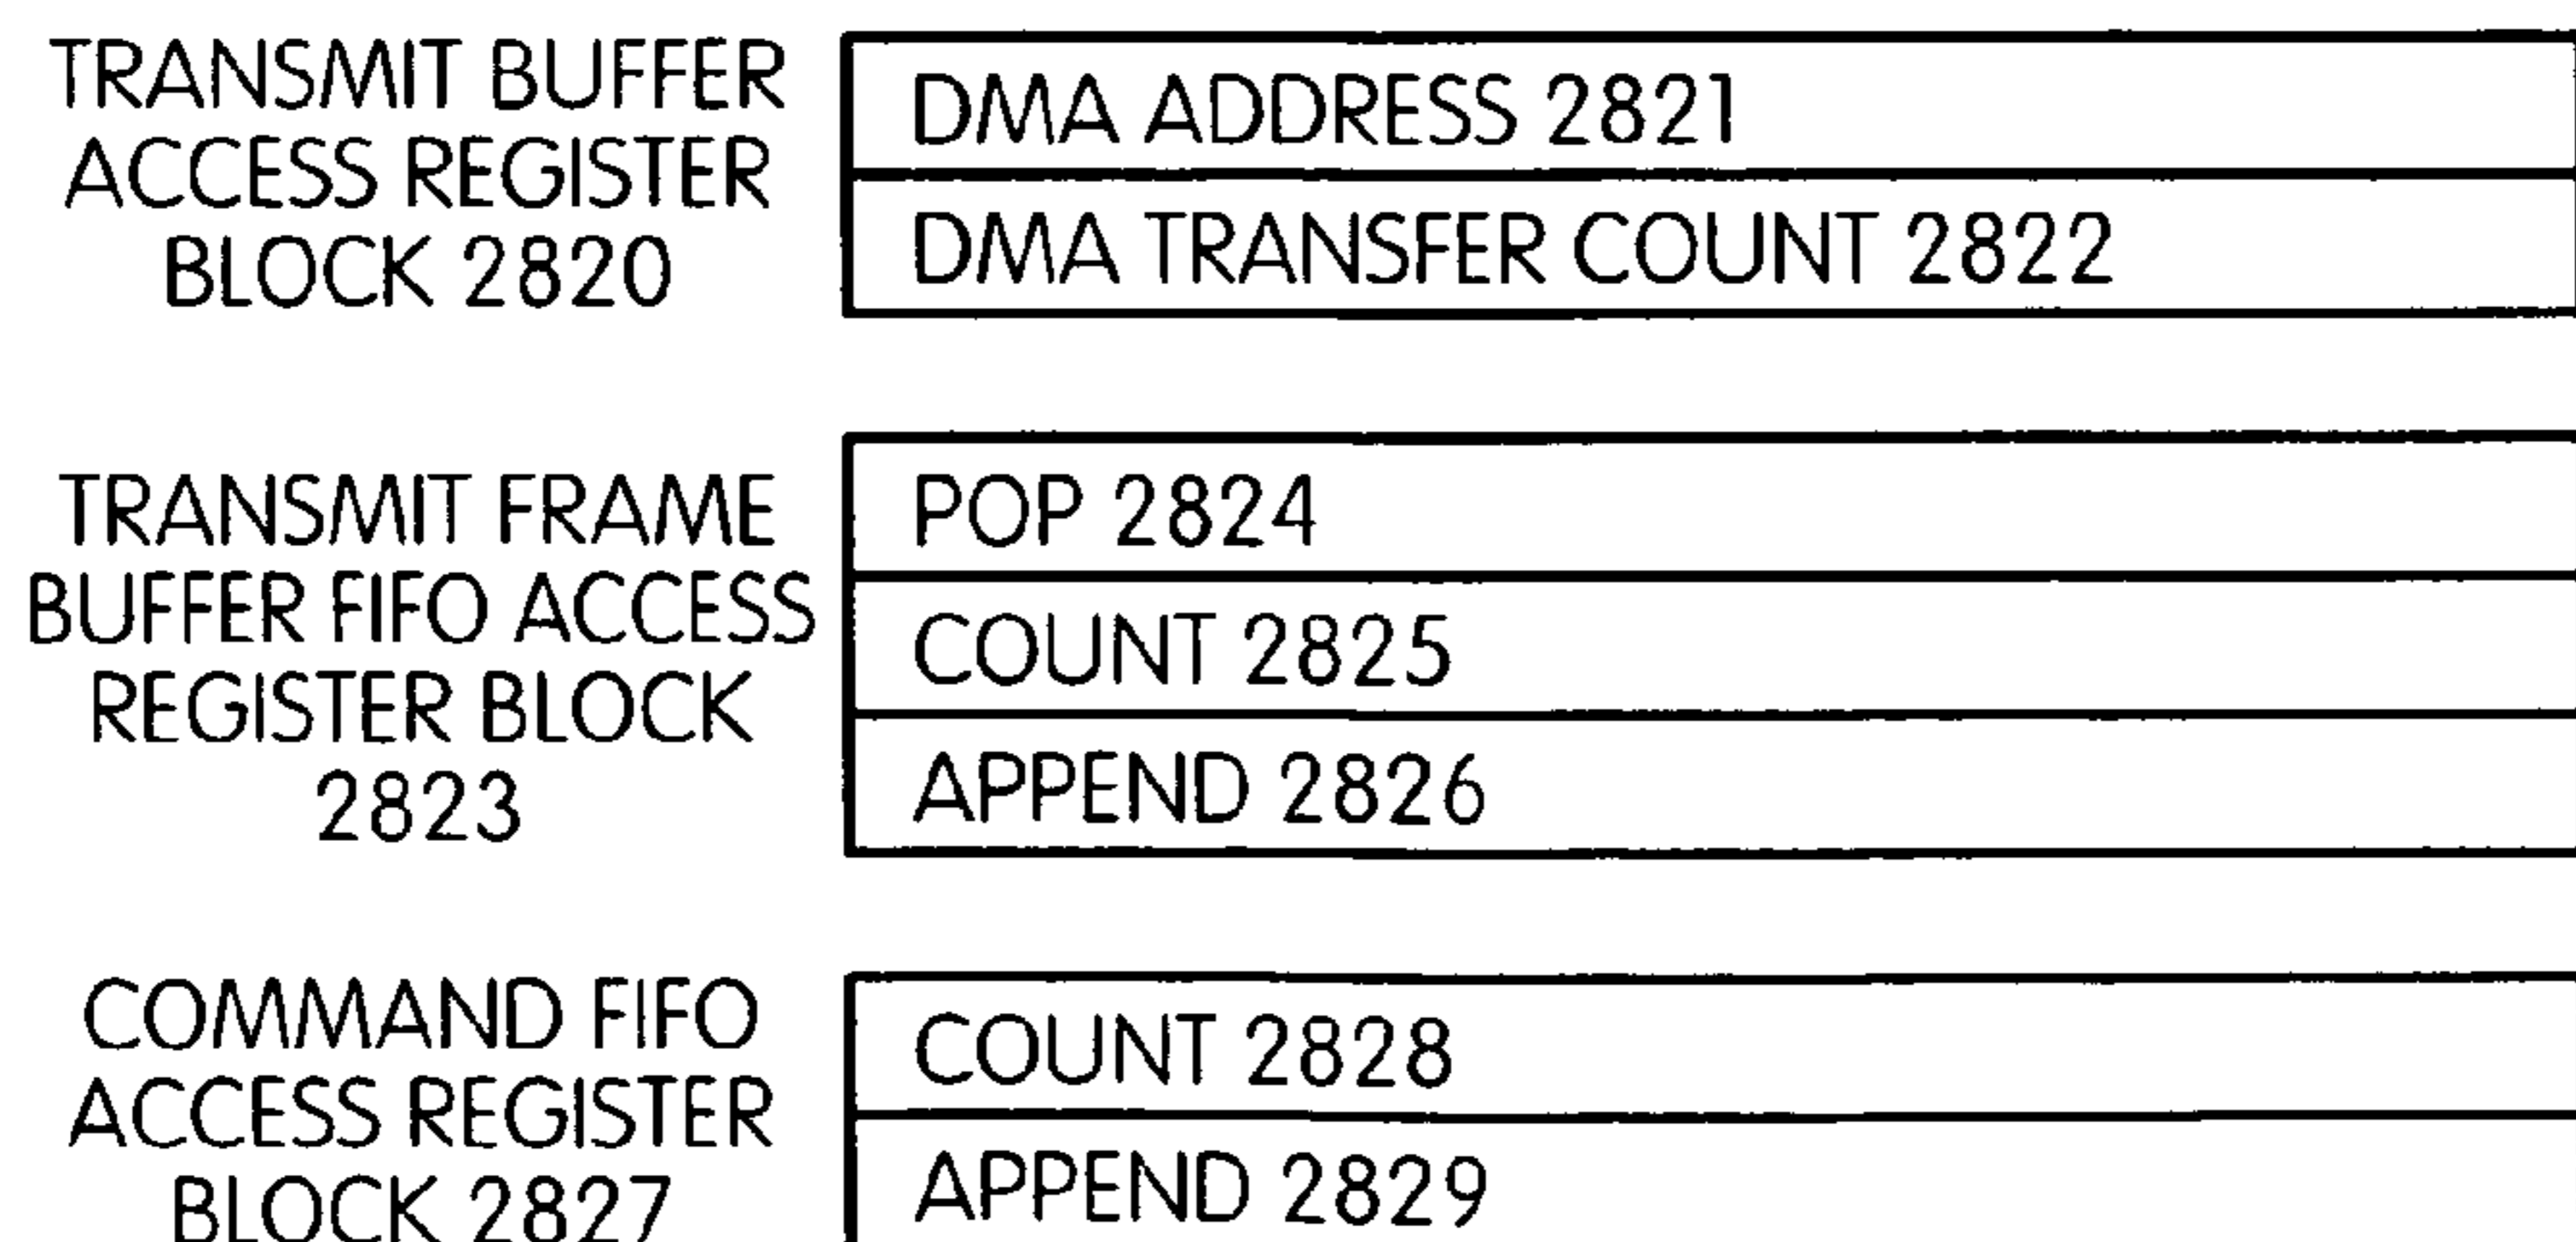 TRANSMIT BUFFER
ACCESS REGISTER
BLOCK 2820
DMA ADDRESS 2821
DMA TRANSFER COUNT 2822
TRANSMIT FRAME
BUFFER FIFO ACCESS
REGISTER BLOCK
2823
POP 2824
COUNT 2825
APPEND 2826
COMMAND FIFO
ACCESS REGISTER
BLOCK 2827
COUNT 2828
APPEND 2829